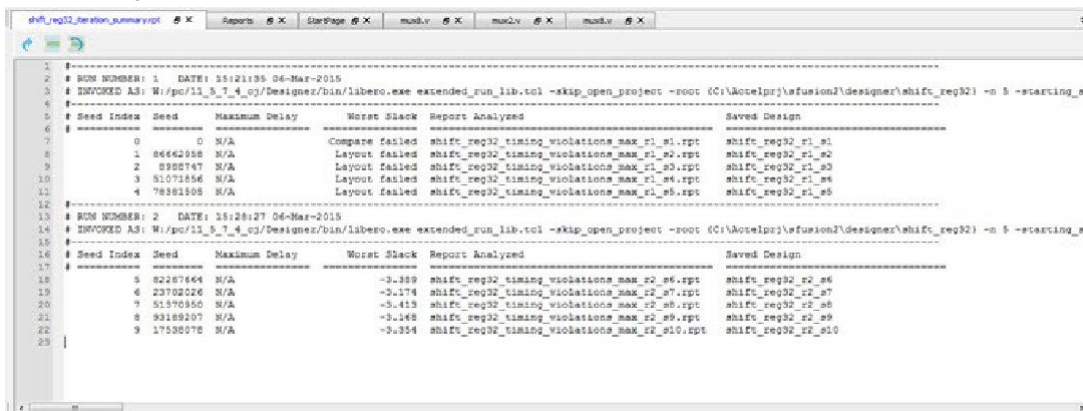 shift_reg32_iteration_summary.rpt Reports StartPage mux8.v mux2.v mux8.v
1 #
2 # RUN NUMBER: 1 DATE: 15:21:35 06-Mar-2015
3 # INVOKED AS: W:/pc/11_5_7_4_cj/Designer/bin/libero.exe extended_run_lib.tcl -skip_open_project -root {C:\Actelprj\sfusion2\designer\shift_reg32} -n 5 -starting_s
4 #
5 # Seed Index Seed Maximum Delay Worst Slack Report Analyzed Saved Design
6 #
7 0 0 N/A Compare failed shift_reg32_timing_violations_max_r1_s1.rpt shift_reg32_r1_s1
8 1 86662958 N/A Layout failed shift_reg32_timing_violations_max_r1_s2.rpt shift_reg32_r1_s2
9 2 8988747 N/A Layout failed shift_reg32_timing_violations_max_r1_s3.rpt shift_reg32_r1_s3
10 3 51071856 N/A Layout failed shift_reg32_timing_violations_max_r1_s4.rpt shift_reg32_r1_s4
11 4 78381505 N/A Layout failed shift_reg32_timing_violations_max_r1_s5.rpt shift_reg32_r1_s5
12 #
13 # RUN NUMBER: 2 DATE: 15:28:27 06-Mar-2015
14 # INVOKED AS: W:/pc/11_5_7_4_cj/Designer/bin/libero.exe extended_run_lib.tcl -skip_open_project -root {C:\Actelprj\sfusion2\designer\shift_reg32} -n 5 -starting_s
15 #
16 # Seed Index Seed Maximum Delay Worst Slack Report Analyzed Saved Design
17 #
18 5 82287664 N/A -3.389 shift_reg32_timing_violations_max_r2_s6.rpt shift_reg32_r2_s6
19 6 23702026 N/A -3.174 shift_reg32_timing_violations_max_r2_s7.rpt shift_reg32_r2_s7
20 7 51370950 N/A -3.413 shift_reg32_timing_violations_max_r2_s8.rpt shift_reg32_r2_s8
21 8 93189207 N/A -3.168 shift_reg32_timing_violations_max_r2_s9.rpt shift_reg32_r2_s9
22 9 17538078 N/A -3.354 shift_reg32_timing_violations_max_r2_s10.rpt shift_reg32_r2_s10
23